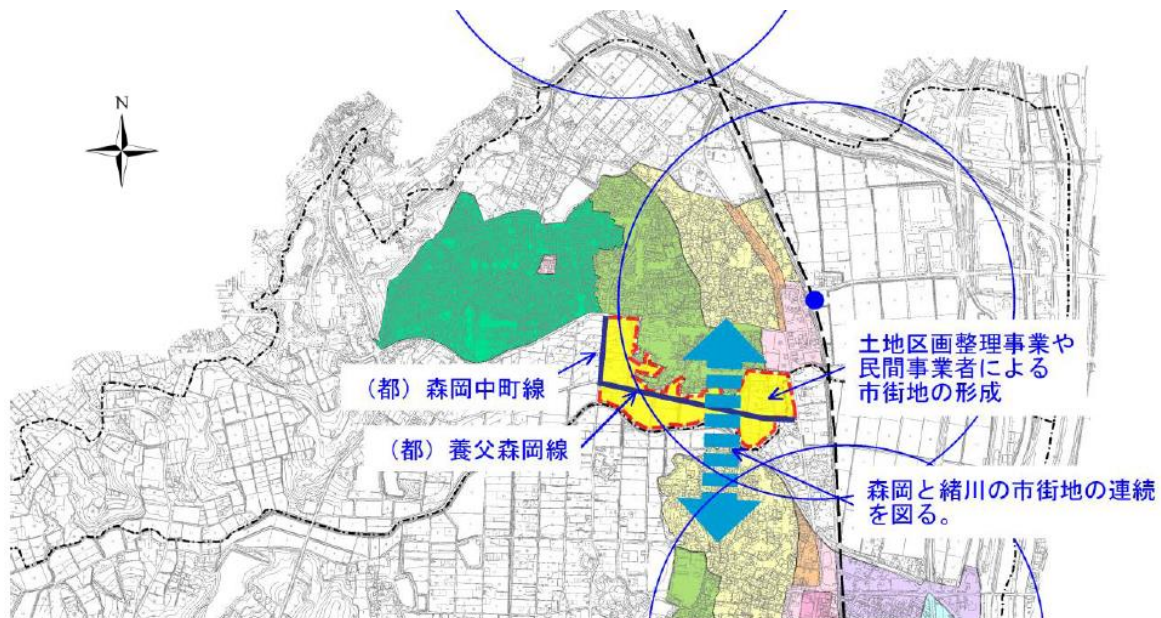 N
（都）森岡中町線
（都）養父森岡線
土地区画整理事業や
民間事業者による
市街地の形成
森岡と緒川の市街地の連続
を図る。